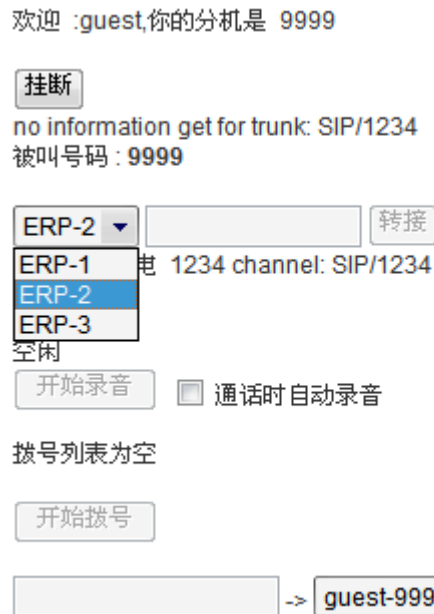 欢迎 :guest,你的分机是 9999
挂断
no information get for trunk: SIP/1234
被叫号码 : 9999
ERP-2 转接
ERP-1
电 1234 channel: SIP/1234
ERP-2
ERP-3
空闲
开始录音 通话时自动录音
拨号列表为空
开始拨号
-> guest-999